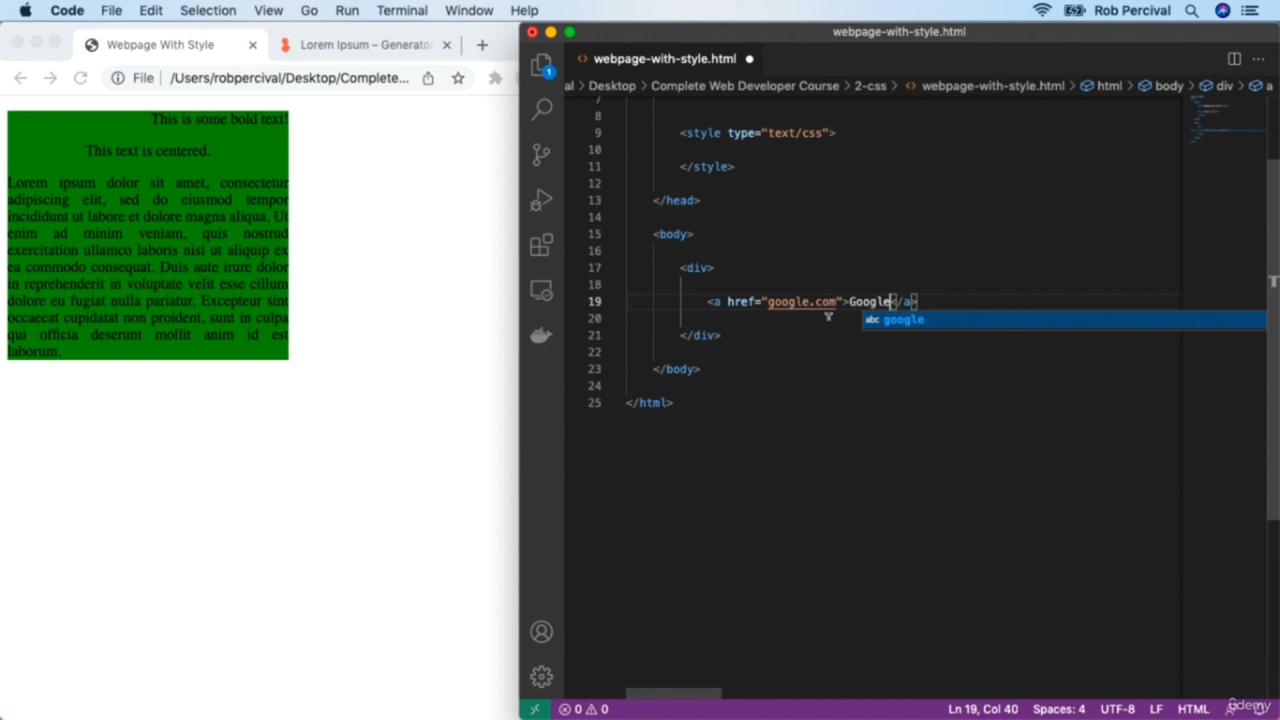 Code File Edit Selection View Go Run Terminal Window Help Rob Percival
Webpage With Style Lorem Ipsum – Generator
File /Users/robpercival/Desktop/Complete...
This is some bold text!
This text is centered.
Lorem ipsum dolor sit amet, consectetur
adipiscing elit, sed do eiusmod tempor
incididunt ut labore et dolore magna aliqua. Ut
enim ad minim veniam, quis nostrud
exercitation ullamco laboris nisi ut aliquip ex
ea commodo consequat. Duis aute irure dolor
in reprehenderit in voluptate velit esse cillum
dolore eu fugiat nulla pariatur. Excepteur sint
occaecat cupidatat non proident, sunt in culpa
qui officia deserunt mollit anim id est
laborum.
webpage-with-style.html
webpage-with-style.html
al > Desktop > Complete Web Developer Course > 2-css > webpage-with-style.html > html > body > div > a
1
7
8
9 <style type="text/css">
10
11 </style>
12
13 </head>
14
15 <body>
16
17 <div>
18
19 <a href="google.com">Google</a>
abc google
20
21 </div>
22
23 </body>
24
25 </html>
0 0 Ln 19, Col 40 Spaces: 4 UTF-8 LF HTML
udemy